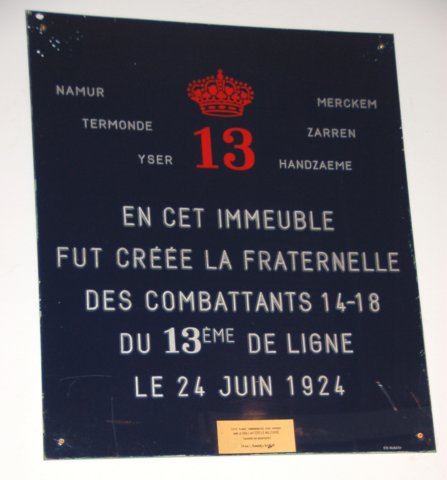 NAMUR
MERCKEM
TERMONDE
ZARREN
YSER
13
HANDZAEME
EN CET IMMEUBLE
FUT CRÉÉE LA FRATERNELLE
DES COMBATTANTS 14-18
DU 13ÈME DE LIGNE
LE 24 JUIN 1924